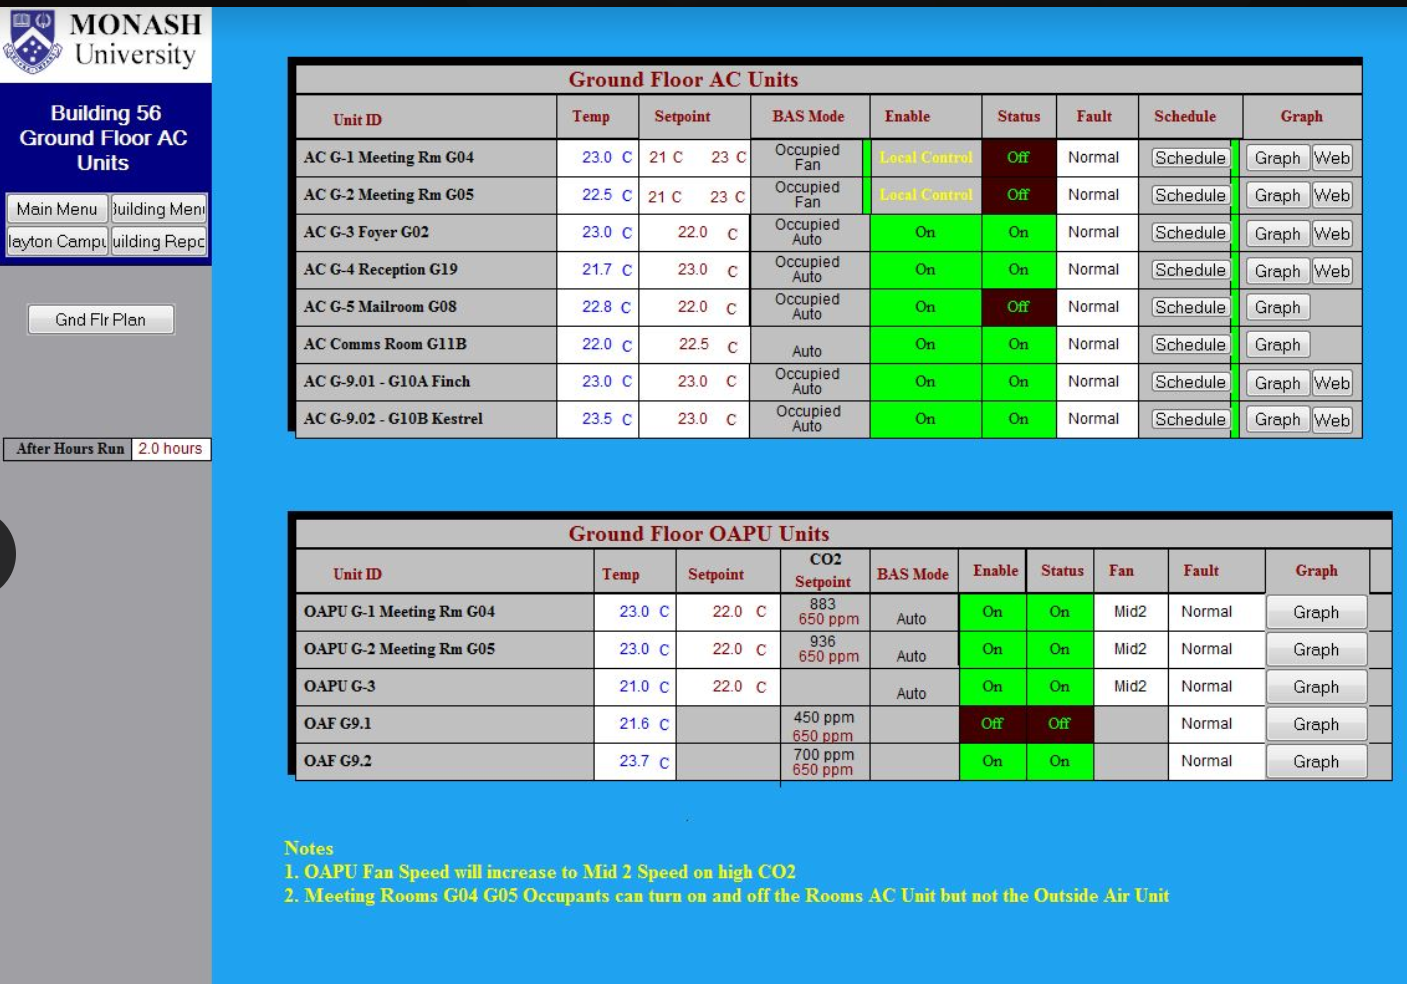 MONASH
University
Building 56
Ground Floor AC
Units
Main Menu
Building Menu
layton Campu
uilding Repo
Gnd Flr Plan
After Hours Run 2.0 hours
Ground Floor AC Units
Unit ID Temp Setpoint BAS Mode Enable Status Fault Schedule Graph
AC G-1 Meeting Rm G04 23.0 C 21 C 23 C Occupied Fan Local Control Off Normal Schedule Graph Web
AC G-2 Meeting Rm G05 22.5 C 21 C 23 C Occupied Fan Local Control Off Normal Schedule Graph Web
AC G-3 Foyer G02 23.0 C 22.0 C Occupied Auto On On Normal Schedule Graph Web
AC G-4 Reception G19 21.7 C 23.0 C Occupied Auto On On Normal Schedule Graph Web
AC G-5 Mailroom G08 22.8 C 22.0 C Occupied Auto On Off Normal Schedule Graph
AC Comms Room G11B 22.0 C 22.5 C Auto On On Normal Schedule Graph
AC G-9.01 - G10A Finch 23.0 C 23.0 C Occupied Auto On On Normal Schedule Graph Web
AC G-9.02 - G10B Kestrel 23.5 C 23.0 C Occupied Auto On On Normal Schedule Graph Web
Ground Floor OAPU Units
Unit ID Temp Setpoint CO2 Setpoint BAS Mode Enable Status Fan Fault Graph
OAPU G-1 Meeting Rm G04 23.0 C 22.0 C 883 650 ppm Auto On On Mid2 Normal Graph
OAPU G-2 Meeting Rm G05 23.0 C 22.0 C 936 650 ppm Auto On On Mid2 Normal Graph
OAPU G-3 21.0 C 22.0 C Auto On On Mid2 Normal Graph
OAF G9.1 21.6 C 450 ppm 650 ppm Off Off Normal Graph
OAF G9.2 23.7 C 700 ppm 650 ppm On On Normal Graph
Notes
1. OAPU Fan Speed will increase to Mid 2 Speed on high CO2
2. Meeting Rooms G04 G05 Occupants can turn on and off the Rooms AC Unit but not the Outside Air Unit